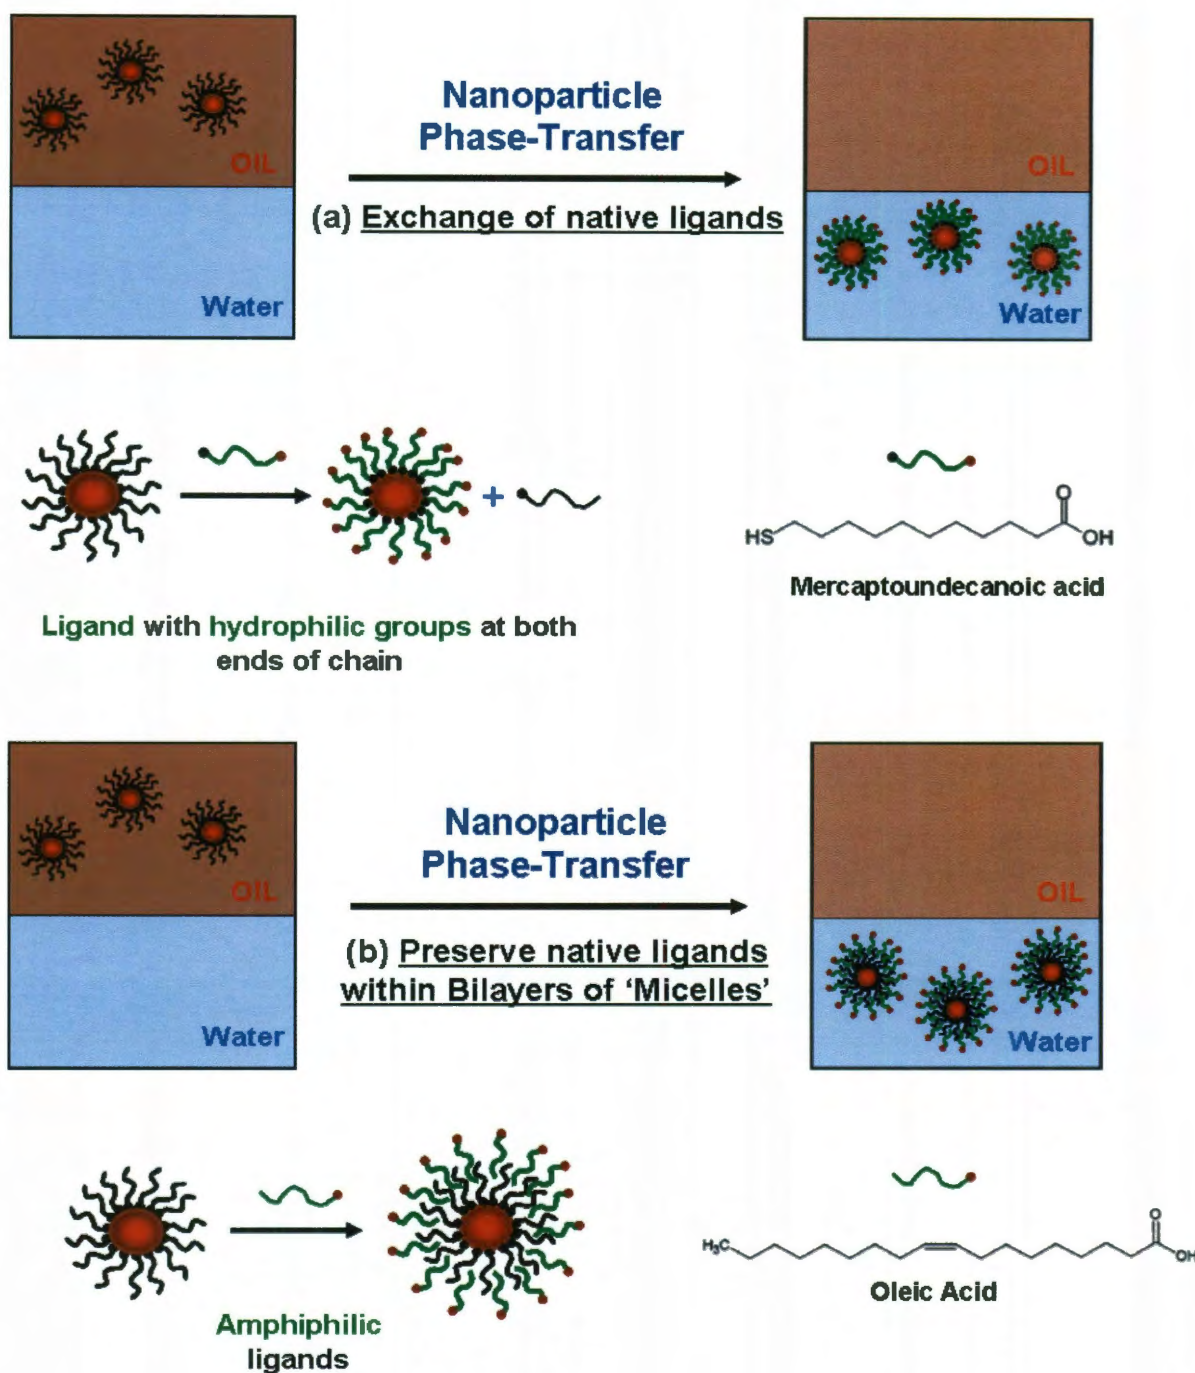 Nanoparticle
Phase-Transfer
OIL
OIL
(a) Exchange of native ligands
Water
Water
+
O
HS
OH
Mercaptoundecanoic acid
Ligand with hydrophilic groups at both
ends of chain
Nanoparticle
Phase-Transfer
OIL
OIL
(b) Preserve native ligands
within Bilayers of 'Micelles'
Water
Water
O
H₃C
OH
Oleic Acid
Amphiphilic
ligands